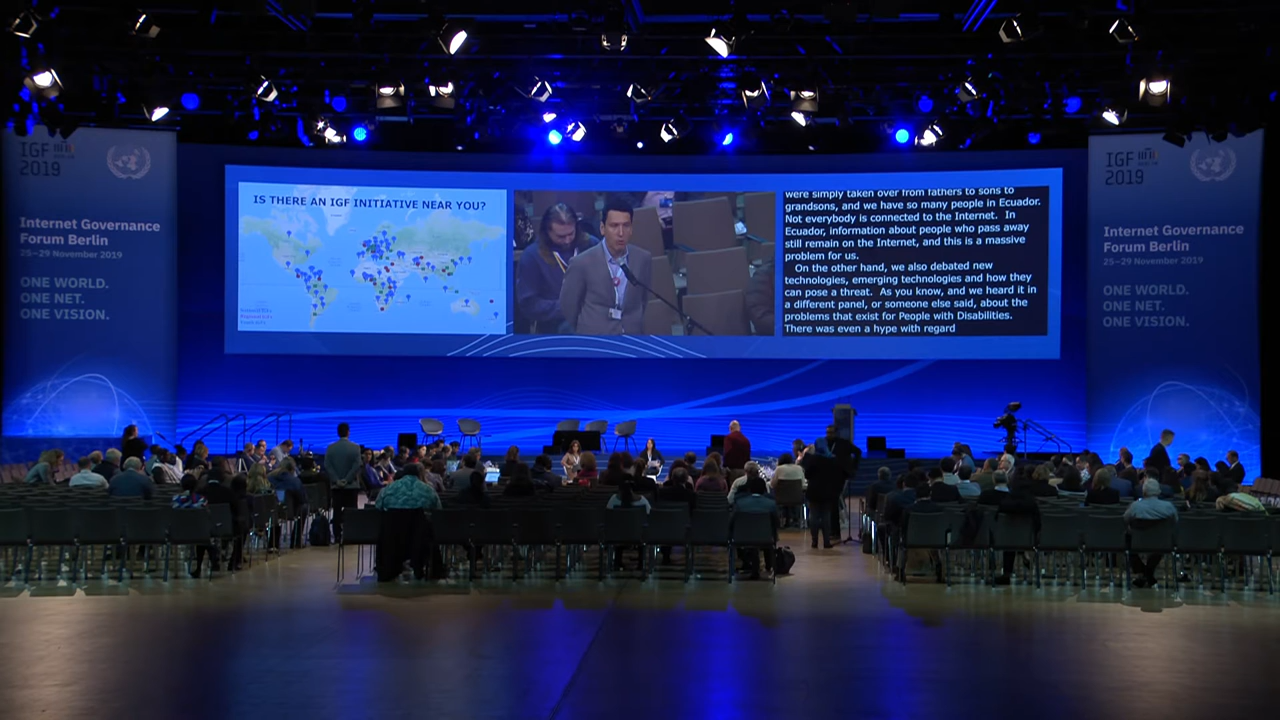 IGF
2019
Internet Governance
Forum Berlin
25–29 November 2019
ONE WORLD.
ONE NET.
ONE VISION.
IS THERE AN IGF INITIATIVE NEAR YOU?
were simply taken over from fathers to sons to
grandsons, and we have so many people in Ecuador.
Not everybody is connected to the Internet. In
Ecuador, information about people who pass away
still remain on the Internet, and this is a massive
problem for us.
On the other hand, we also debated new
technologies, emerging technologies and how they
can pose a threat. As you know, and we heard it in
a different panel, or someone else said, about the
problems that exist for People with Disabilities.
There was even a hype with regard
IGF
2019
Internet Governance
Forum Berlin
25–29 November 2019
ONE WORLD.
ONE NET.
ONE VISION.